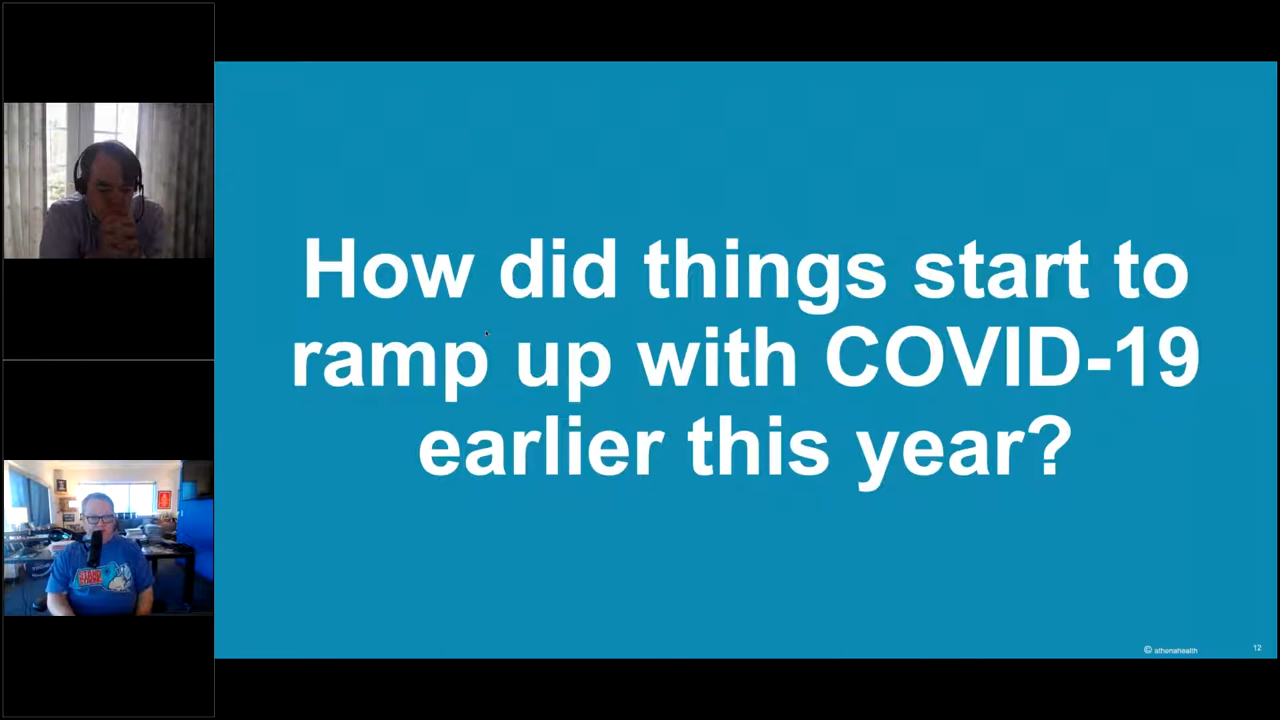 How did things start to
ramp up with COVID-19
earlier this year?
© athenahealth
12